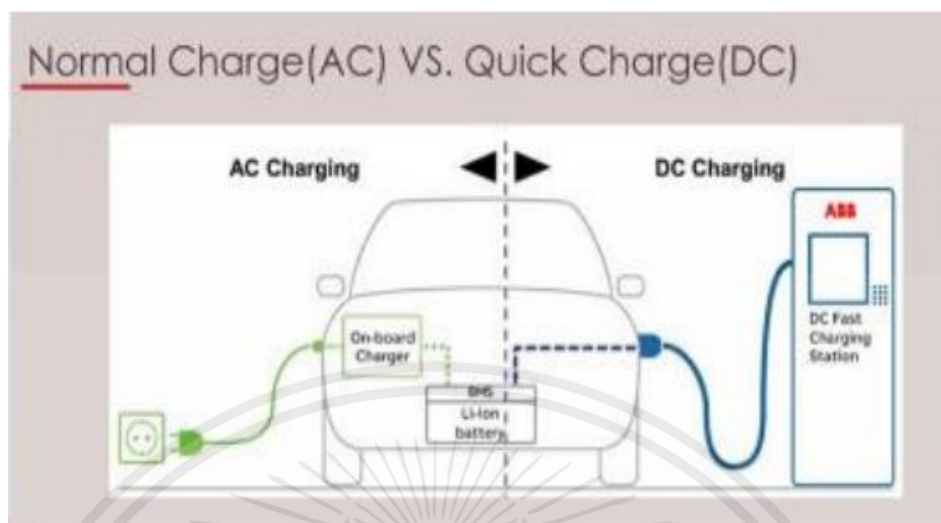 Normal Charge(AC) VS. Quick Charge(DC)
AC Charging
DC Charging
ABB
DC Fast
Charging
Station
On-board
Charger
BMS
Li-ion
battery